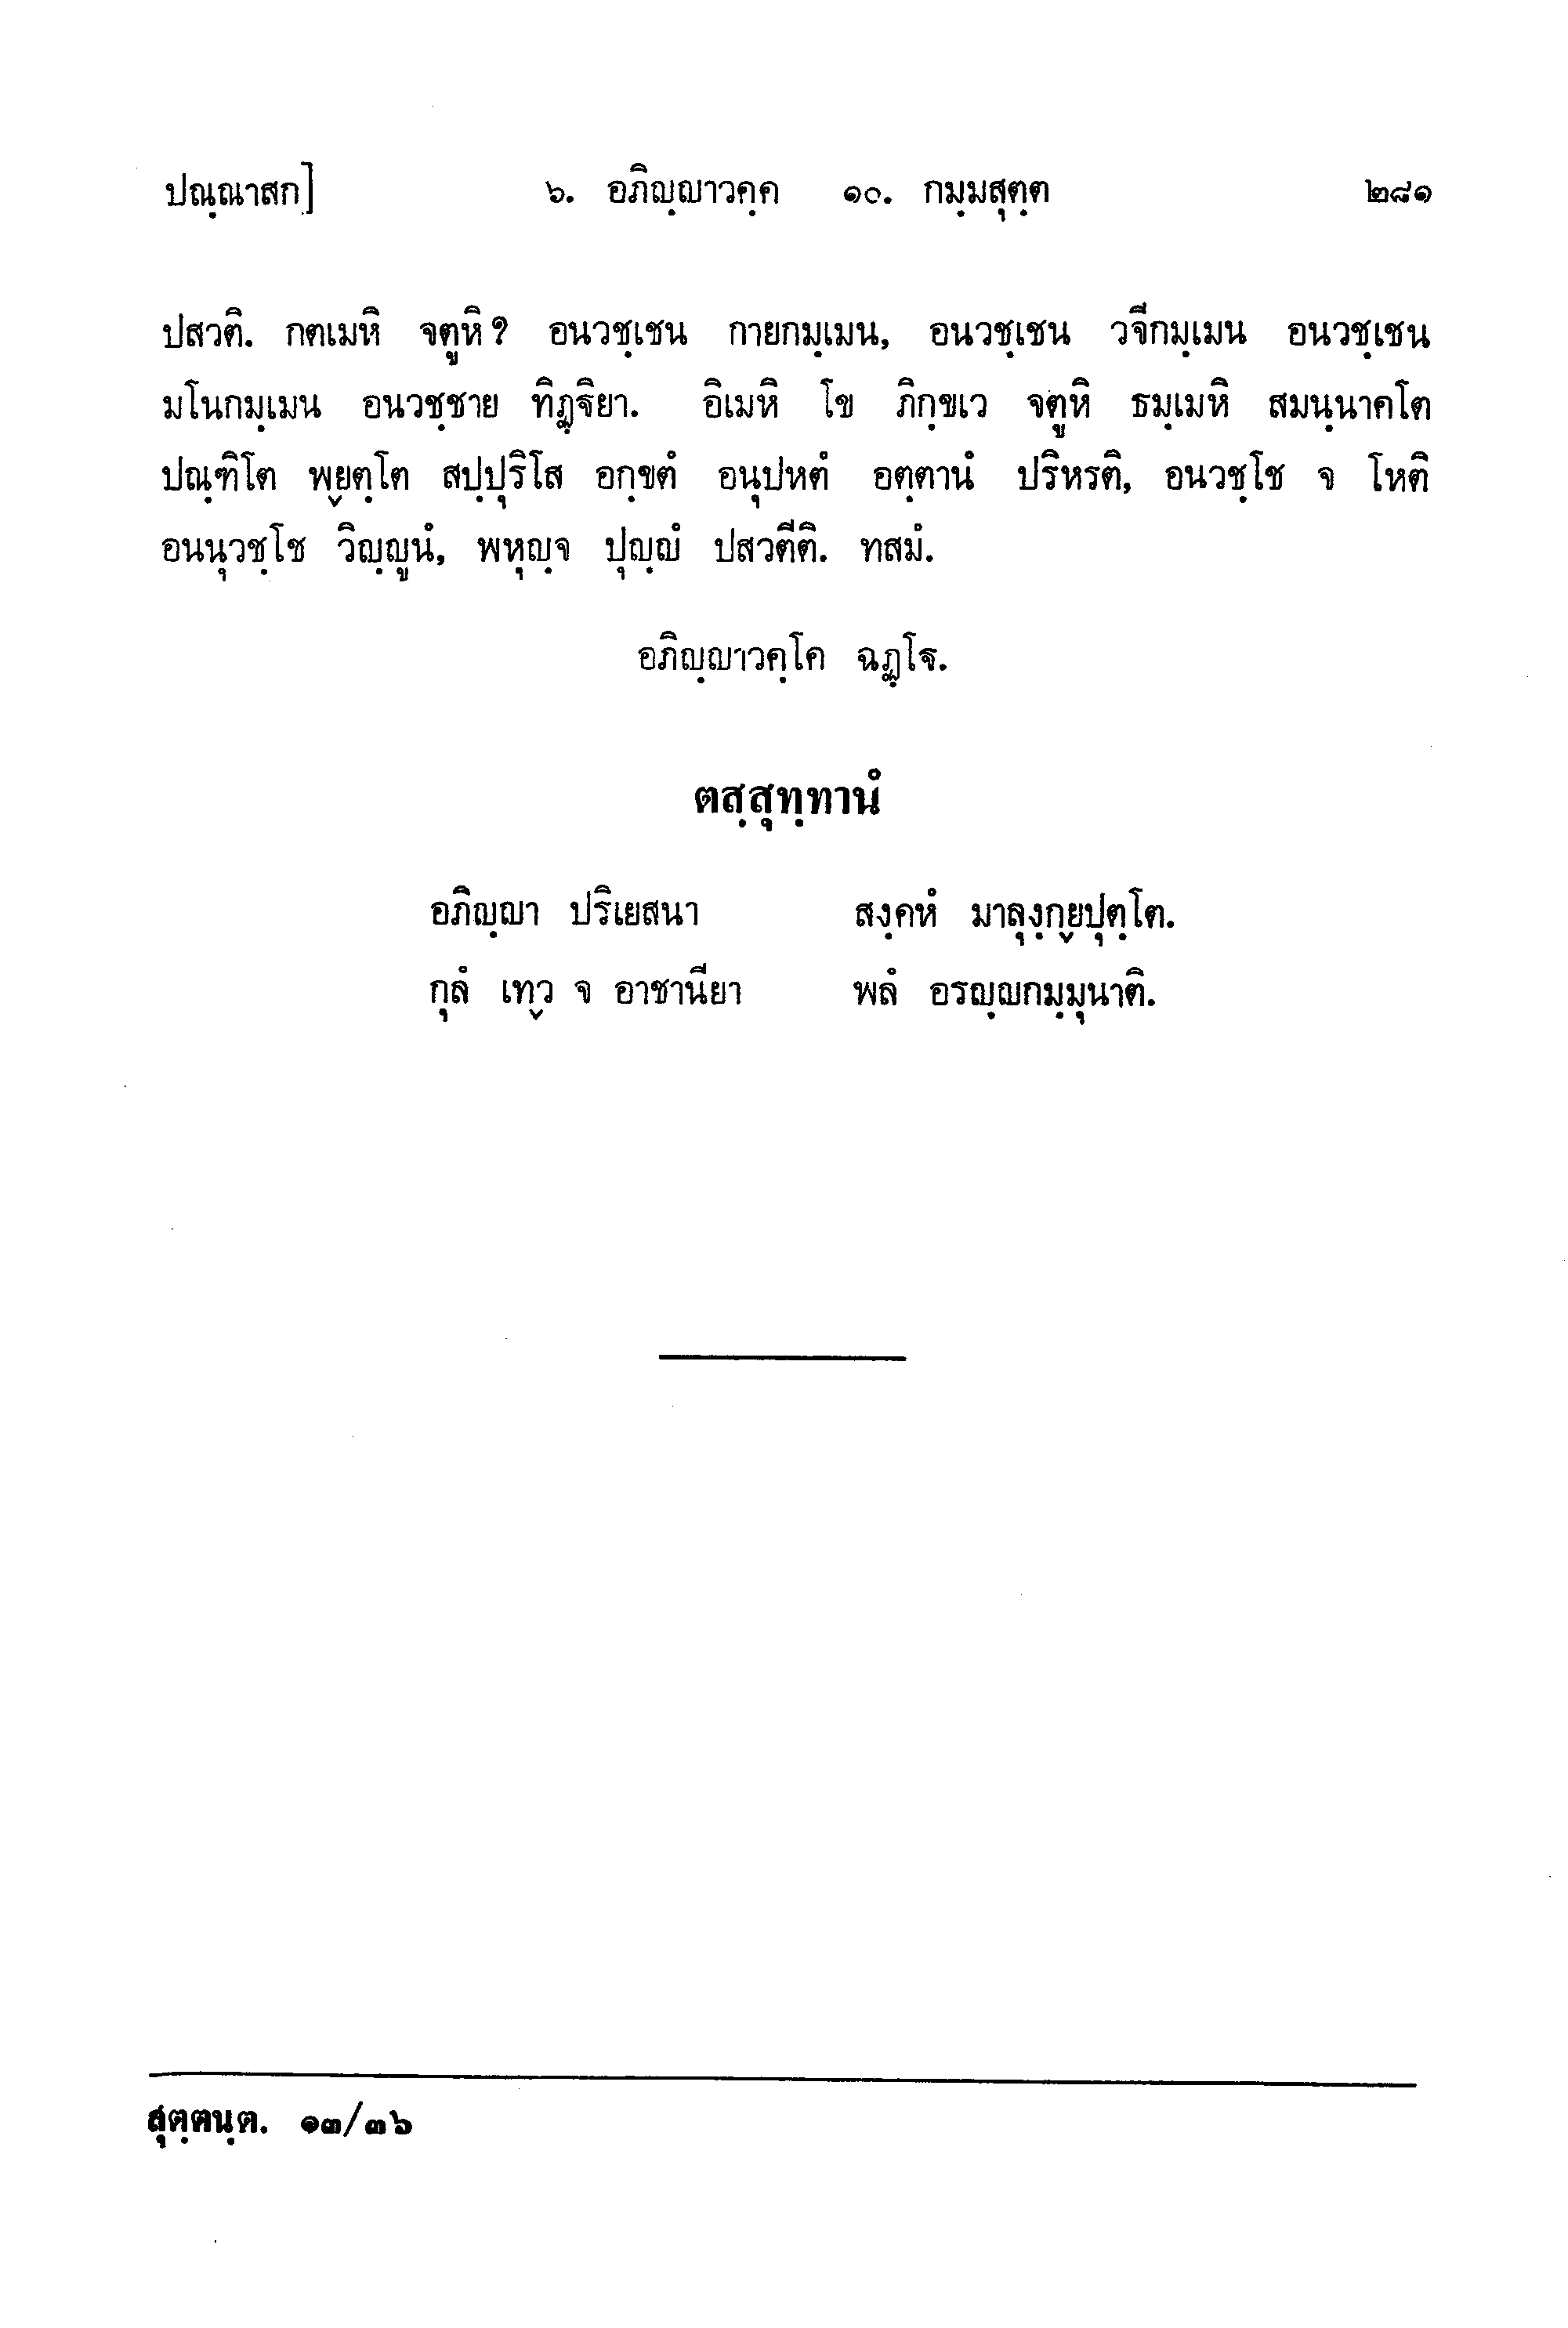 ปณฺณาสก] ๖. อภิญฺญาวคฺค ๑๐. กมฺมสุตฺต ๒๘๑
ปสวติ. กตเมหิ จตูหิ? อนวชฺเชน กายกมฺเมน, อนวชฺเชน วจีกมฺเมน อนวชฺเชน
มโนกมฺเมน อนวชฺชาย ทิฏฺฐิยา. อิเมหิ โข ภิกฺขเว จตูหิ ธมฺเมหิ สมนฺนาคโต
ปณฺฑิโต พฺยตฺโต สปฺปุริโส อกฺขตํ อนุปหตํ อตฺตานํ ปริหรติ, อนวชฺโช จ โหติ
อนนุวชฺโช วิญฺญูนํ, พหุญฺจ ปุญฺญํ ปสวตีติ. ทสมํ.
อภิญฺญาวคฺโค ฉฏฺโฐ.
ตสฺสุทฺทานํ
อภิญฺญา ปริเยสนา สงฺคหํ มาลุงฺกฺยปุตฺโต.
กุลํ เทฺว จ อาชานียา พลํ อรญฺญกมฺมุนาติ.
สุตฺตนฺต. ๑๓/๓๖